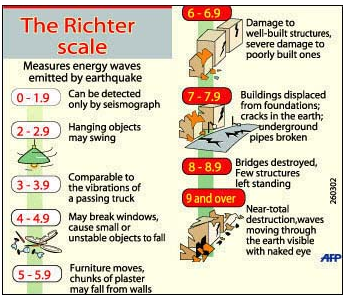 The Richter
scale
Measures energy waves
emitted by earthquake
0 - 1.9
Can be detected
only by seismograph
2 - 2.9
Hanging objects
may swing
3 - 3.9
Comparable to
the vibrations of
a passing truck
4 - 4.9
May break windows,
cause small or
unstable objects to fall
5 - 5.9
Furniture moves,
chunks of plaster
may fall from walls
6 - 6.9
Damage to
well-built structures,
severe damage to
poorly built ones
7 - 7.9
Buildings displaced
from foundations;
cracks in the earth;
underground
pipes broken
8 - 8.9
Bridges destroyed,
Few structures
left standing
9 and over
Near-total
destruction,waves
moving through
the earth visible
with naked eye
260302
AFP